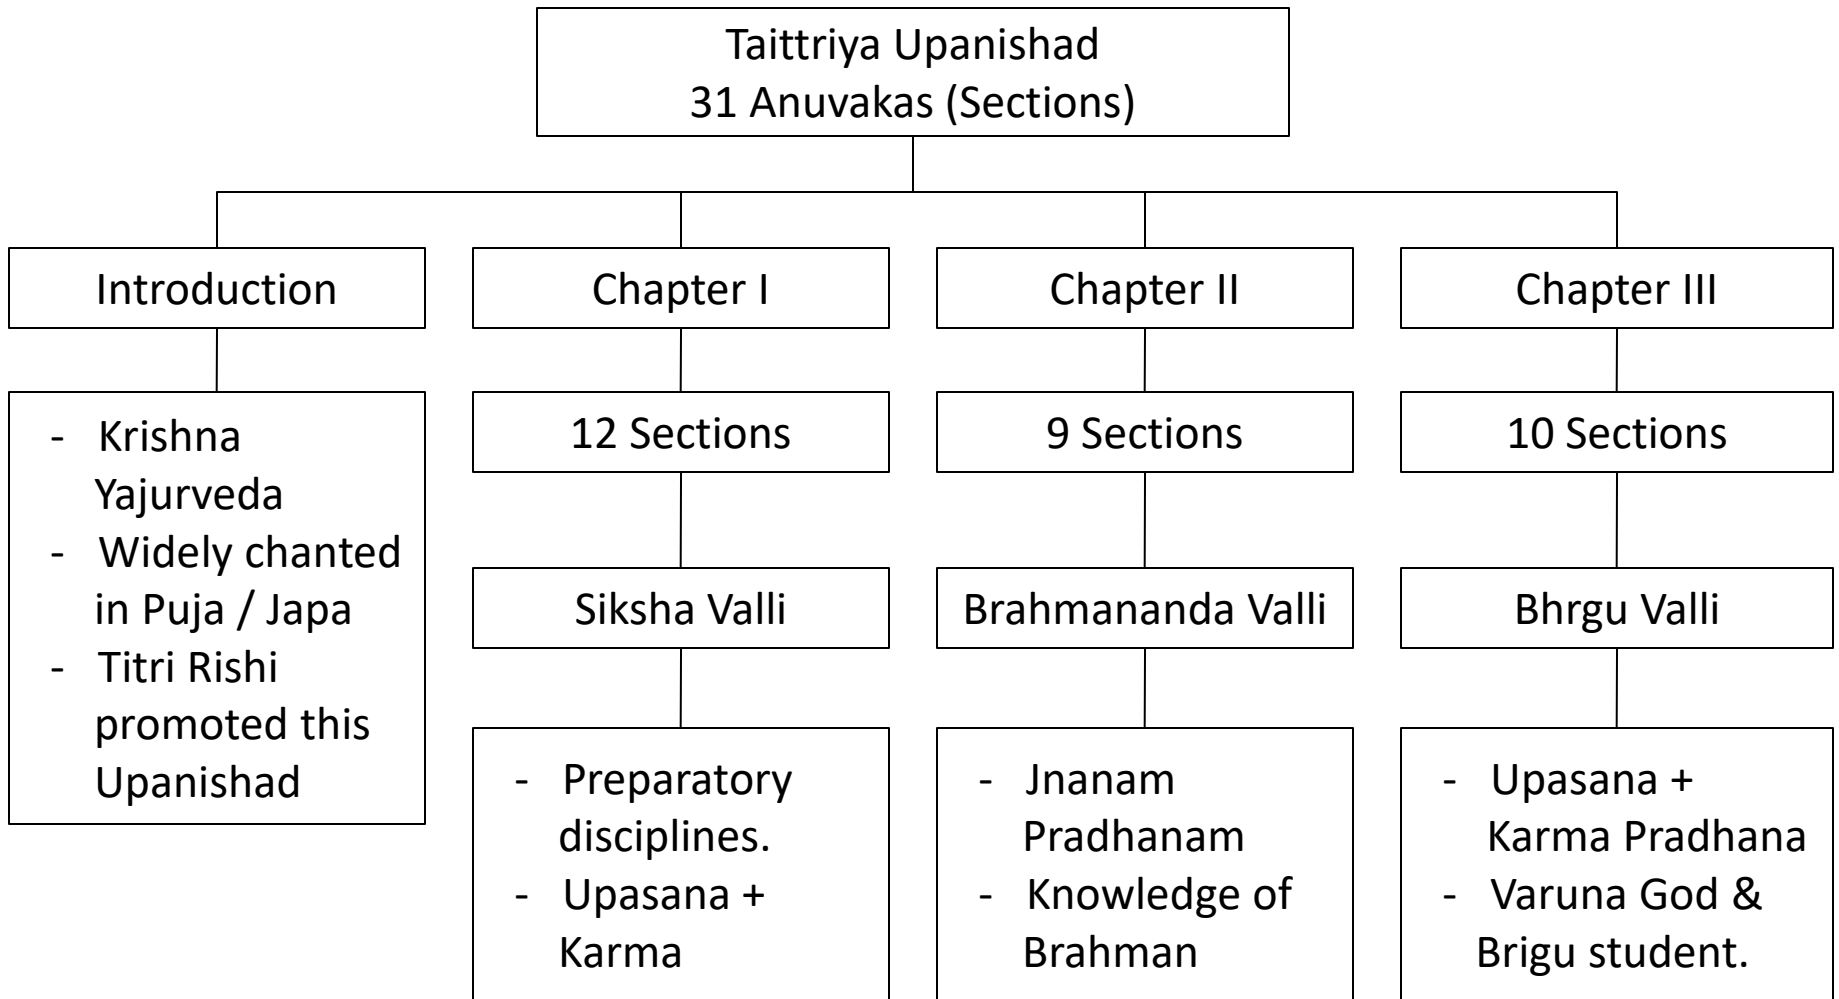 Taittriya Upanishad
31 Anuvakas (Sections)
Introduction
Chapter I
Chapter II
Chapter III
- Krishna
Yajurveda
- Widely chanted
in Puja / Japa
- Titri Rishi
promoted this
Upanishad
12 Sections
9 Sections
10 Sections
Siksha Valli
Brahmananda Valli
Bhrgu Valli
- Preparatory
disciplines.
- Upasana +
Karma
- Jnanam
Pradhanam
- Knowledge of
Brahman
- Upasana +
Karma Pradhana
- Varuna God &
Brigu student.